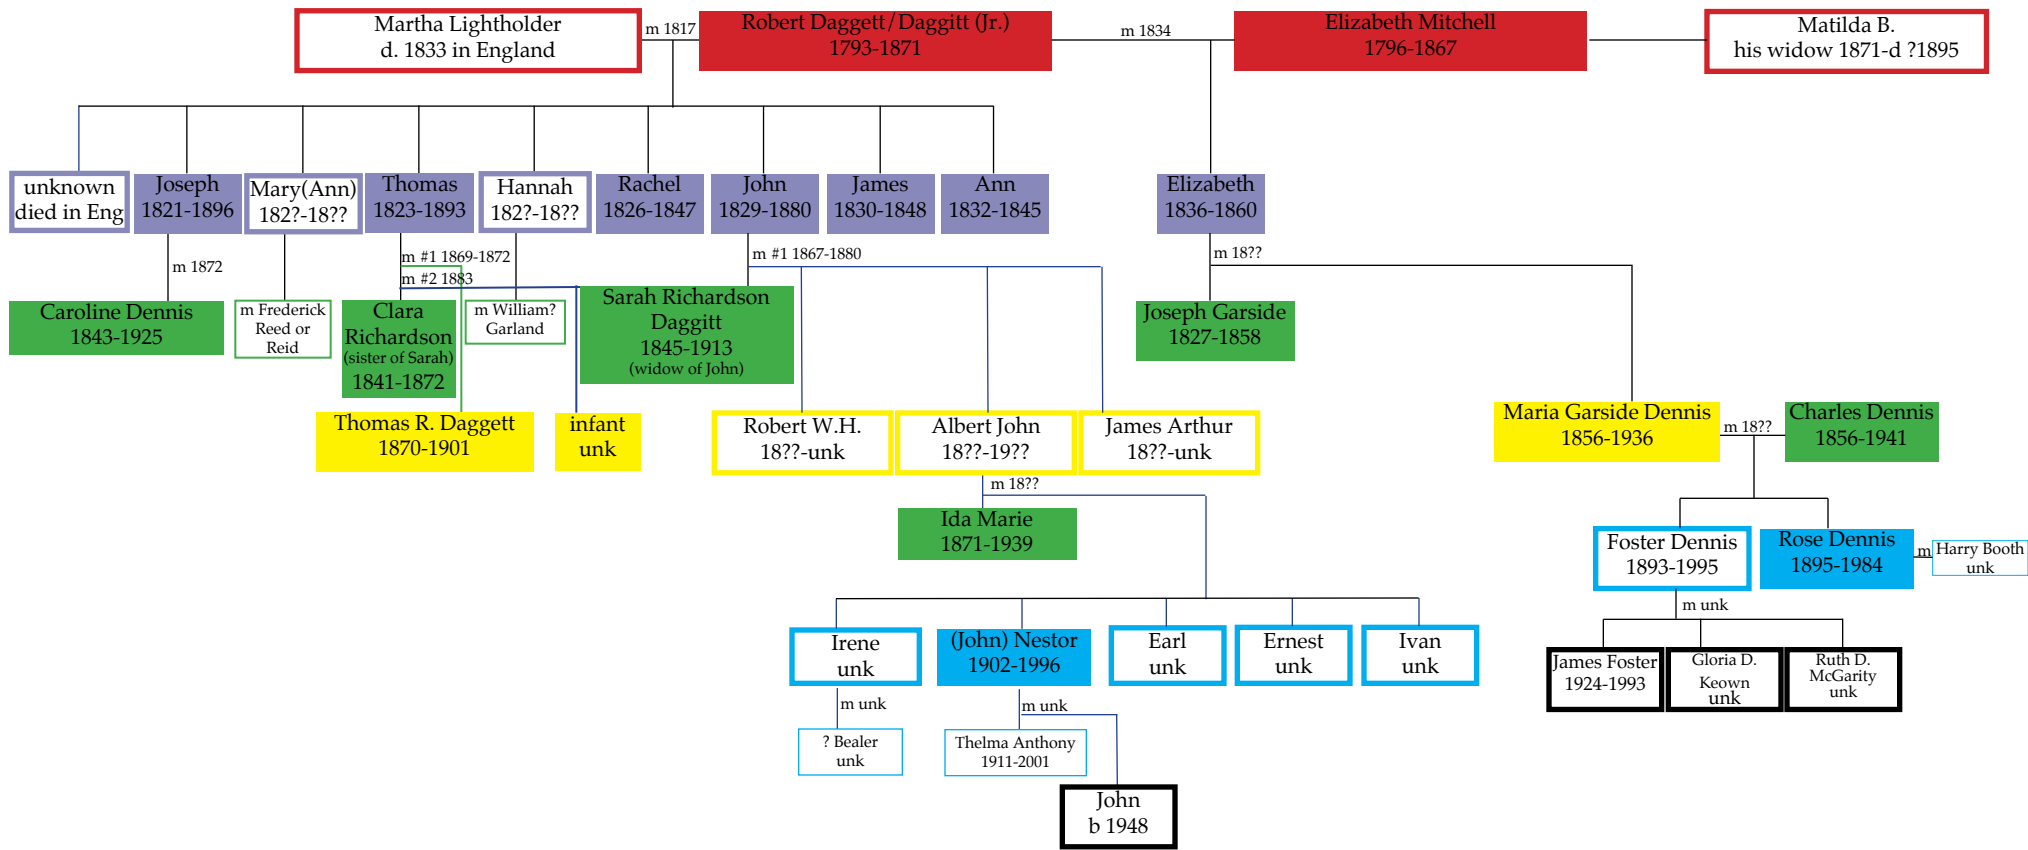 Martha Lightholder
d. 1833 in England
m 1817
Robert Daggett/Daggitt (Jr.)
1793-1871
m 1834
Elizabeth Mitchell
1796-1867
Matilda B.
his widow 1871-d ?1895
unknown
died in Eng
Joseph
1821-1896
Mary(Ann)
182?-18??
Thomas
1823-1893
Hannah
182?-18??
Rachel
1826-1847
John
1829-1880
James
1830-1848
Ann
1832-1845
Elizabeth
1836-1860
m 1872
m #1 1869-1872
m #2 1883
m #1 1867-1880
m 18??
Caroline Dennis
1843-1925
m Frederick
Reed or
Reid
Clara
Richardson
(sister of Sarah)
1841-1872
m William?
Garland
Sarah Richardson
Daggitt
1845-1913
(widow of John)
Joseph Garside
1827-1858
Thomas R. Daggett
1870-1901
infant
unk
Robert W.H.
18??-unk
Albert John
18??-19??
James Arthur
18??-unk
Maria Garside Dennis
1856-1936
m 18??
Charles Dennis
1856-1941
m 18??
Ida Marie
1871-1939
Foster Dennis
1893-1995
Rose Dennis
1895-1984
m
Harry Booth
unk
m unk
Irene
unk
(John) Nestor
1902-1996
Earl
unk
Ernest
unk
Ivan
unk
James Foster
1924-1993
Gloria D.
Keown
unk
Ruth D.
McGarity
unk
m unk
m unk
? Bealer
unk
Thelma Anthony
1911-2001
John
b 1948